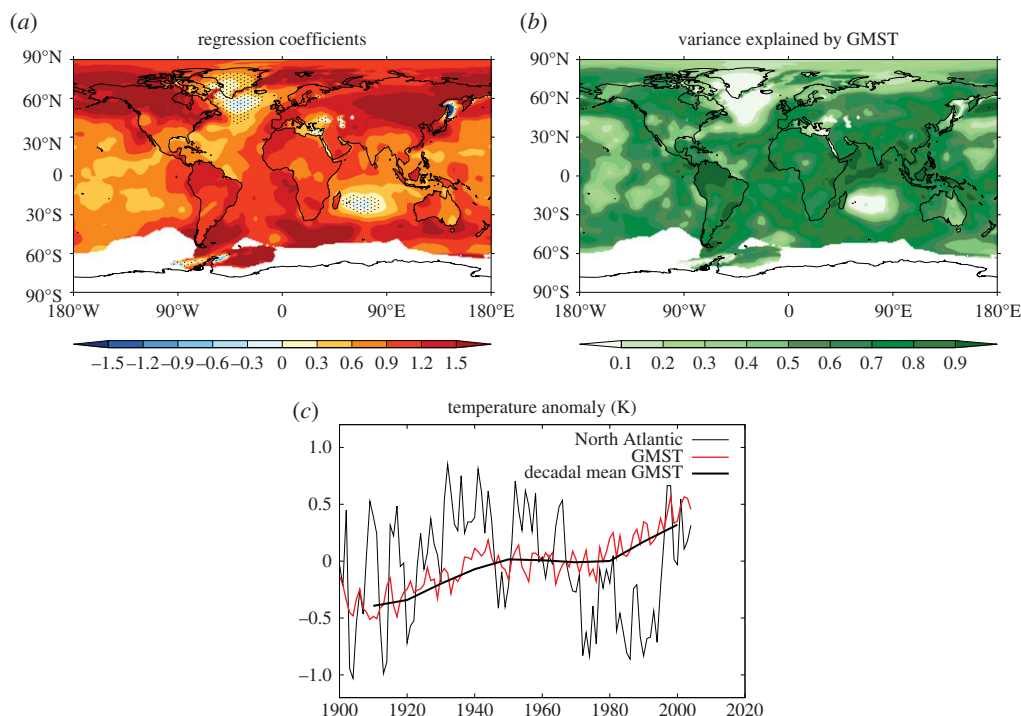 (a)
regression coefficients
90°N
60°N
30°N
0
30°S
60°S
90°S
180°W 90°W 0 90°E 180°E
−1.5 −1.2 −0.9 −0.6 −0.3 0 0.3 0.6 0.9 1.2 1.5
(b)
variance explained by GMST
90°N
60°N
30°N
0
30°S
60°S
90°S
180°W 90°W 0 90°E 180°E
0.1 0.2 0.3 0.4 0.5 0.6 0.7 0.8 0.9
(c)
temperature anomaly (K)
North Atlantic
GMST
decadal mean GMST
1.0
0.5
0
−0.5
−1.0
1900 1920 1940 1960 1980 2000 2020